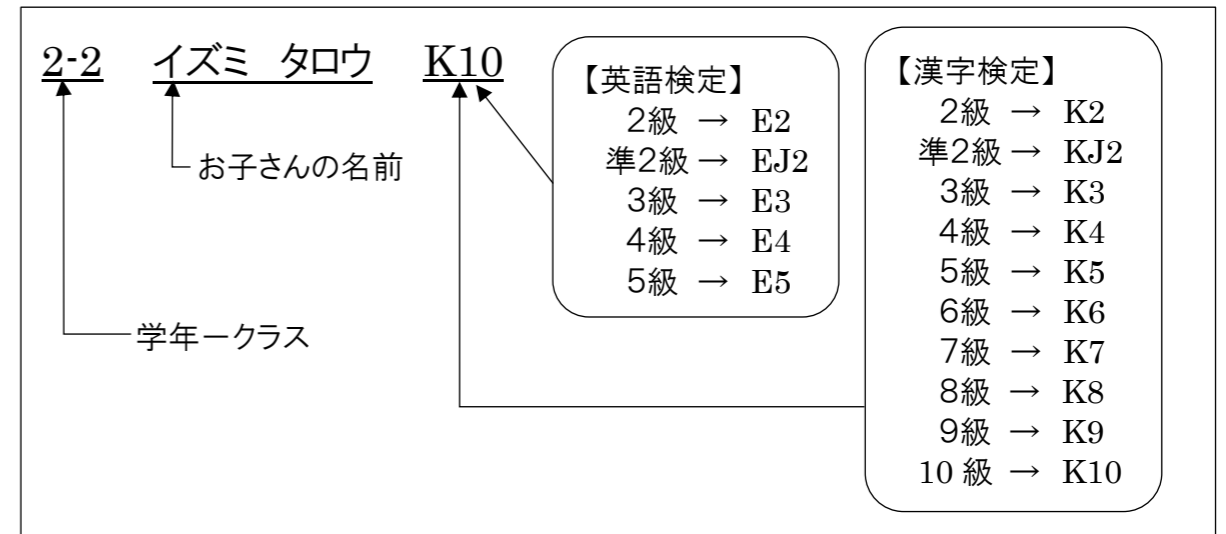 2-2 イズミ タロウ K10
お子さんの名前
学年－クラス
【英語検定】
2級 → E2
準2級 → EJ2
3級 → E3
4級 → E4
5級 → E5
【漢字検定】
2級 → K2
準2級 → KJ2
3級 → K3
4級 → K4
5級 → K5
6級 → K6
7級 → K7
8級 → K8
9級 → K9
10 級 → K10